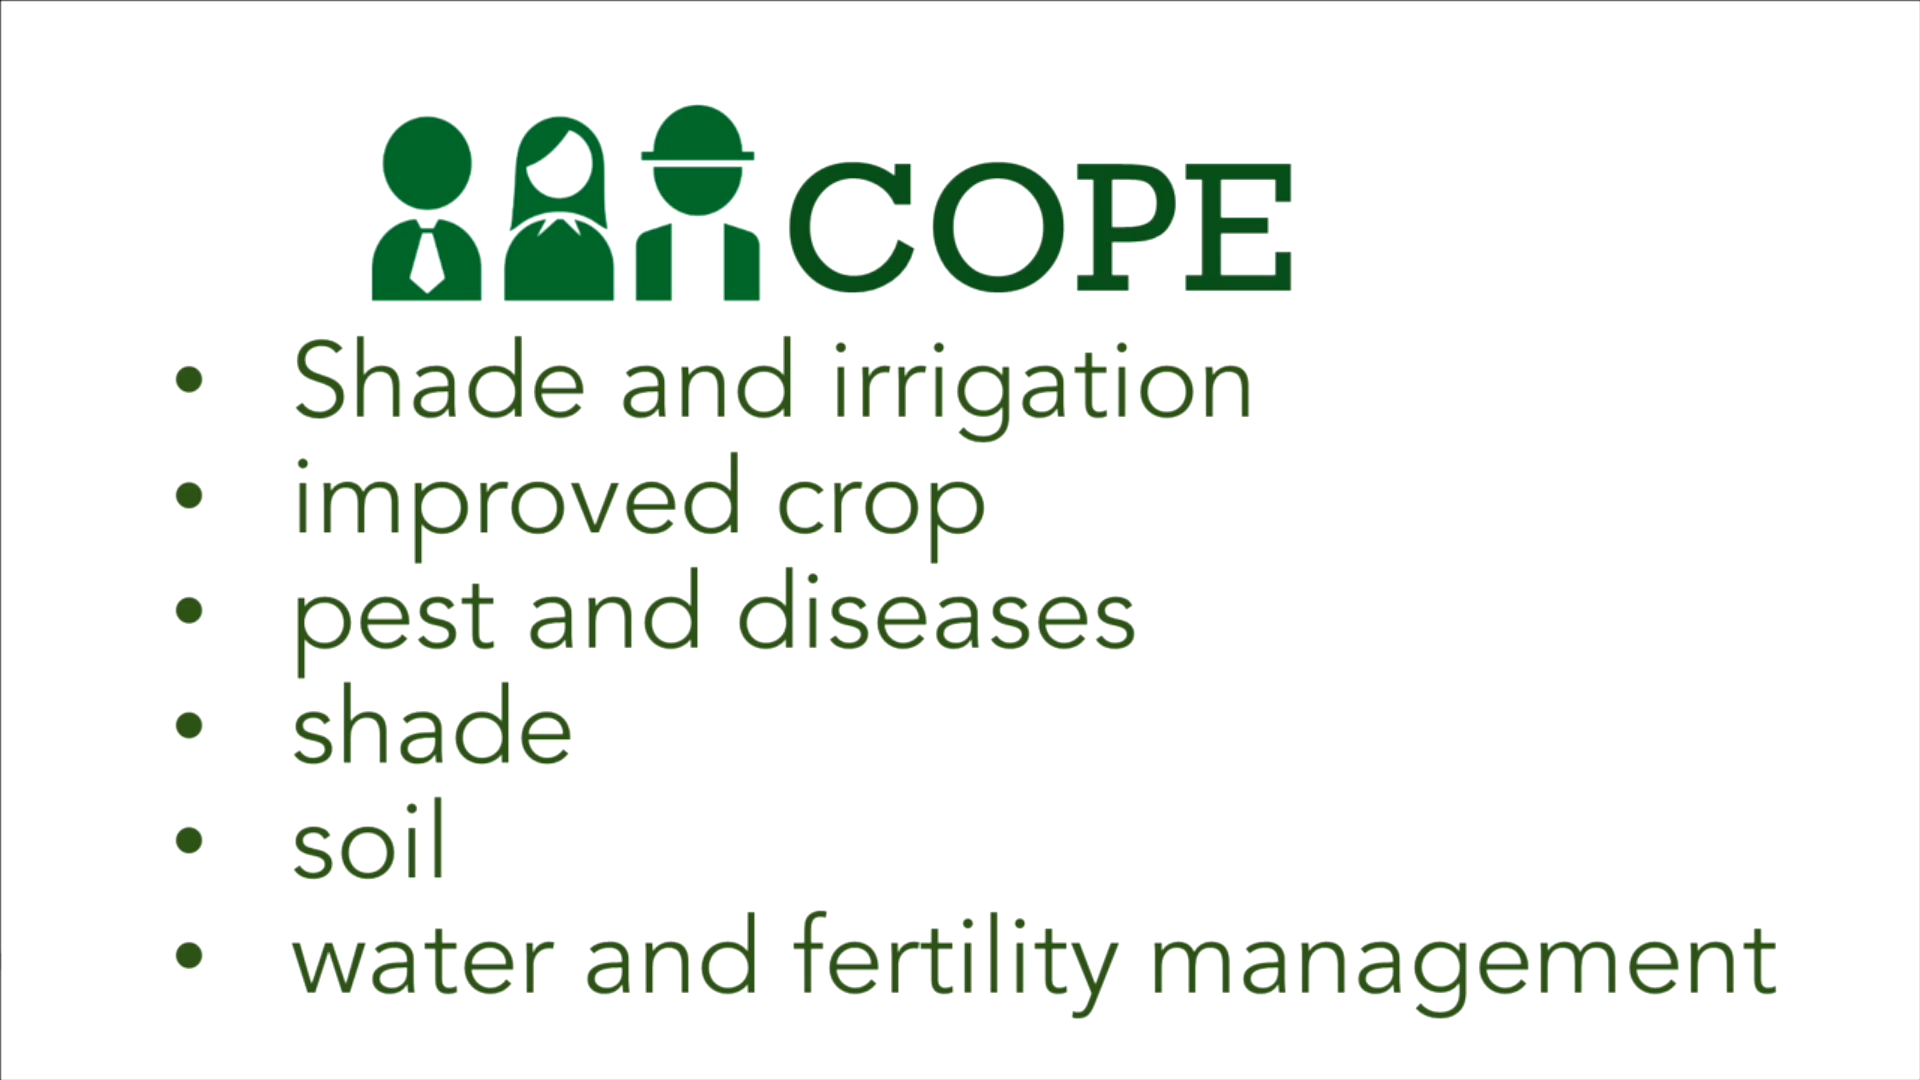 COPE
• Shade and irrigation
• improved crop
• pest and diseases
• shade
• soil
• water and fertility management